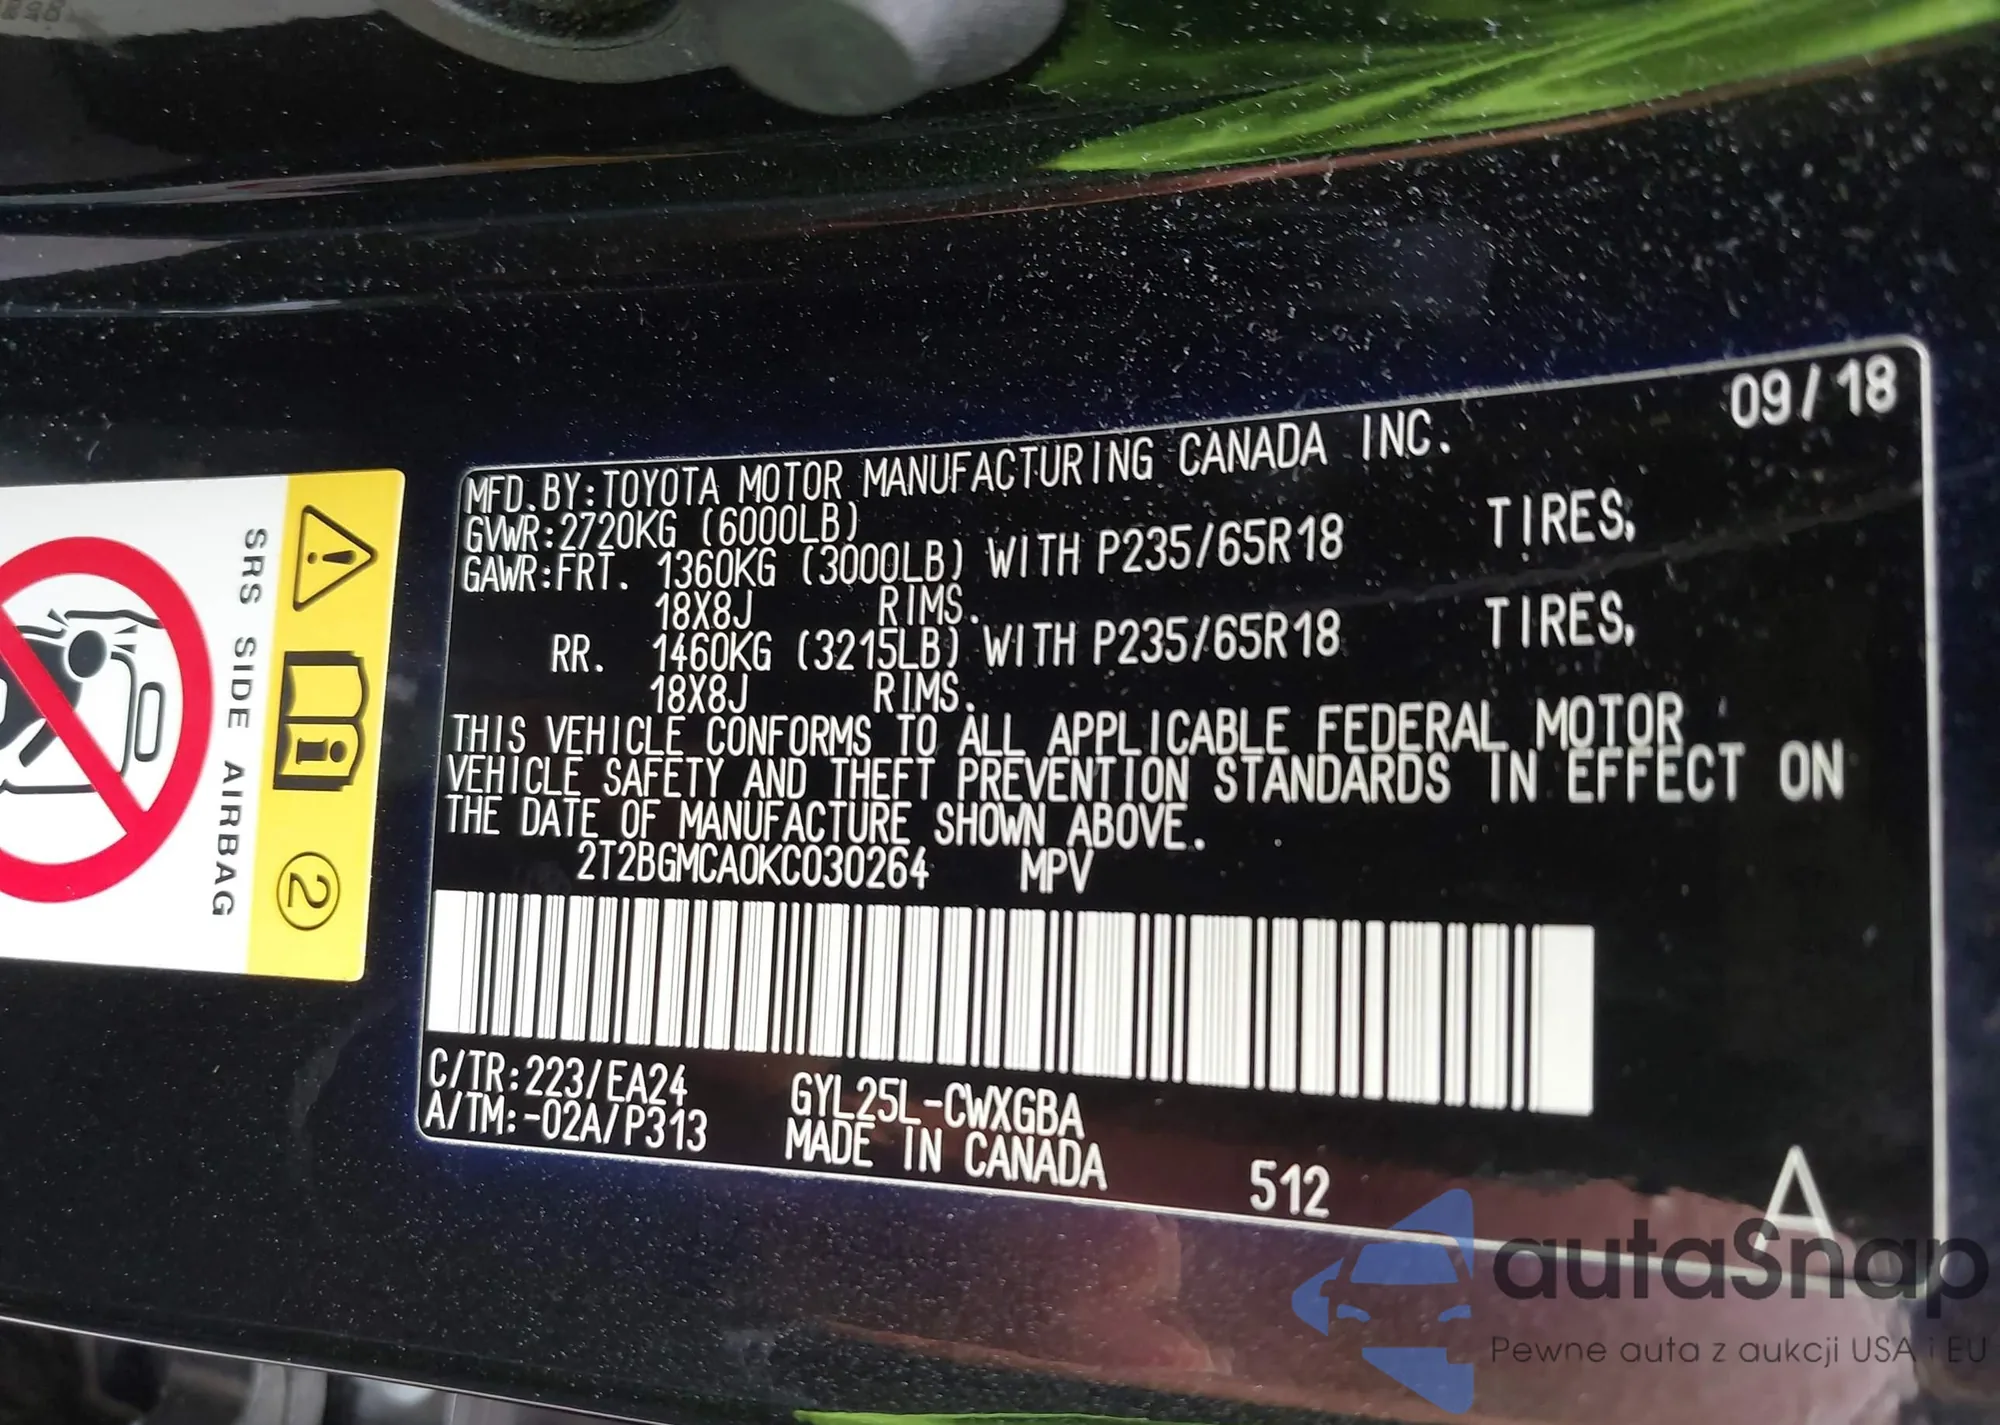 09/18
MFD.BY:TOYOTA MOTOR MANUFACTURING CANADA INC.
GVWR:2720KG (6000LB)
GAWR:FRT. 1360KG (3000LB) WITH P235/65R18 TIRES,
18X8J RIMS.
RR. 1460KG (3215LB) WITH P235/65R18 TIRES,
18X8J RIMS.
THIS VEHICLE CONFORMS TO ALL APPLICABLE FEDERAL MOTOR
VEHICLE SAFETY AND THEFT PREVENTION STANDARDS IN EFFECT ON
THE DATE OF MANUFACTURE SHOWN ABOVE.
2T2BGMCA0KC030264 MPV
C/TR:223/EA24 GYL25L-CWXGBA
A/TM:-02A/P313 MADE IN CANADA 512 A
SRS SIDE AIRBAG
2
autaSnap
Pewne auta z aukcji USA i EU